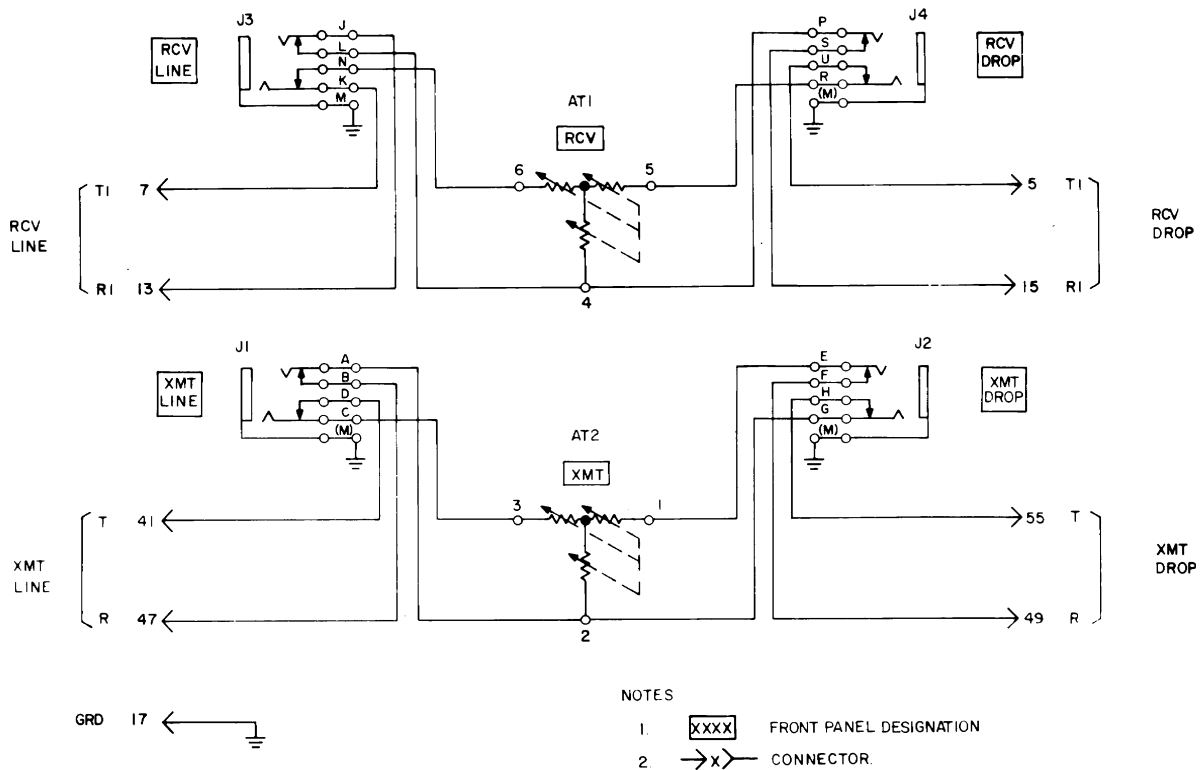 J3
RCV
LINE
J
L
N
K
M
P
S
U
R
(M)
J4
RCV
DROP
AT1
RCV
6
5
4
T1 7
RCV
LINE
R1 13
5 T1
RCV
DROP
15 R1
J1
XMT
LINE
A
B
D
C
(M)
E
F
H
G
(M)
J2
XMT
DROP
AT2
XMT
3
1
2
T 41
XMT
LINE
R 47
55 T
XMT
DROP
49 R
GRD 17
NOTES
1. XXXX FRONT PANEL DESIGNATION
2. X CONNECTOR.